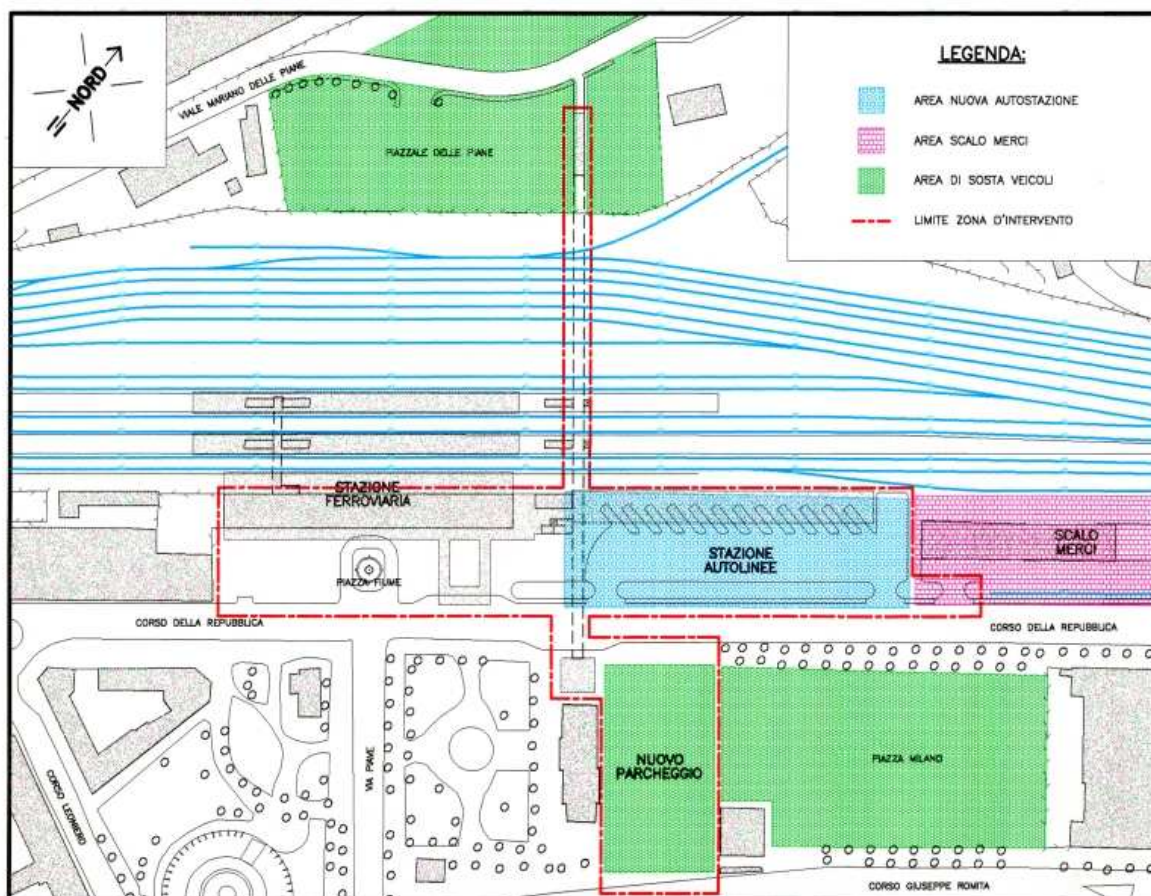 NORD
VIALE MARIANO DELLE PIANE
PIAZZALE DELLE PIANE
LEGENDA:
AREA NUOVA AUTOSTAZIONE
AREA SCALO MERCI
AREA DI SOSTA VEICOLI
LIMITE ZONA D'INTERVENTO
STAZIONE
FERROVIARIA
PIAZZA FIUME
STAZIONE
AUTOLINEE
SCALO
MERCI
CORSO DELLA REPUBBLICA
CORSO DELLA REPUBBLICA
CORSO LEONIERO
VIA PIAVE
NUOVO
PARCHEGGIO
PIAZZA MILANO
CORSO GIUSEPPE ROMITA